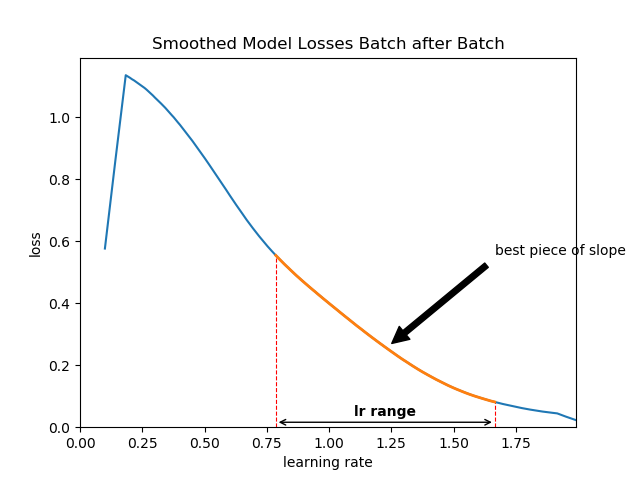 Smoothed Model Losses Batch after Batch
loss
1.0
0.8
0.6
0.4
0.2
0.0
best piece of slope
lr range
0.00 0.25 0.50 0.75 1.00 1.25 1.50 1.75
learning rate